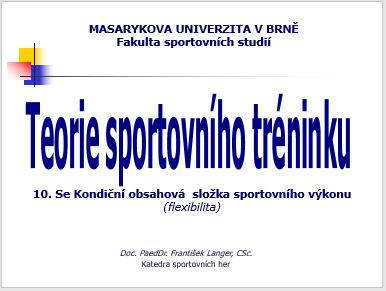 MASARYKOVA UNIVERZITA V BRNĚ
Fakulta sportovních studií
Teorie sportovního tréninku
10. Se Kondiční obsahová složka sportovního výkonu
(flexibilita)
Doc. PaedDr. František Langer, CSc.
Katedra sportovních her